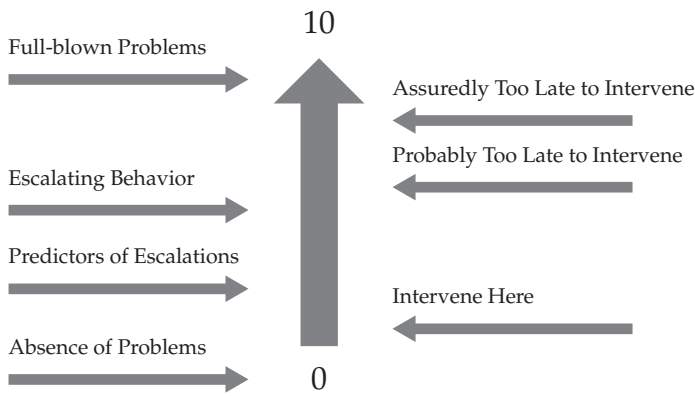 10
Full-blown Problems
Assuredly Too Late to Intervene
Probably Too Late to Intervene
Escalating Behavior
Predictors of Escalations
Intervene Here
Absence of Problems
0